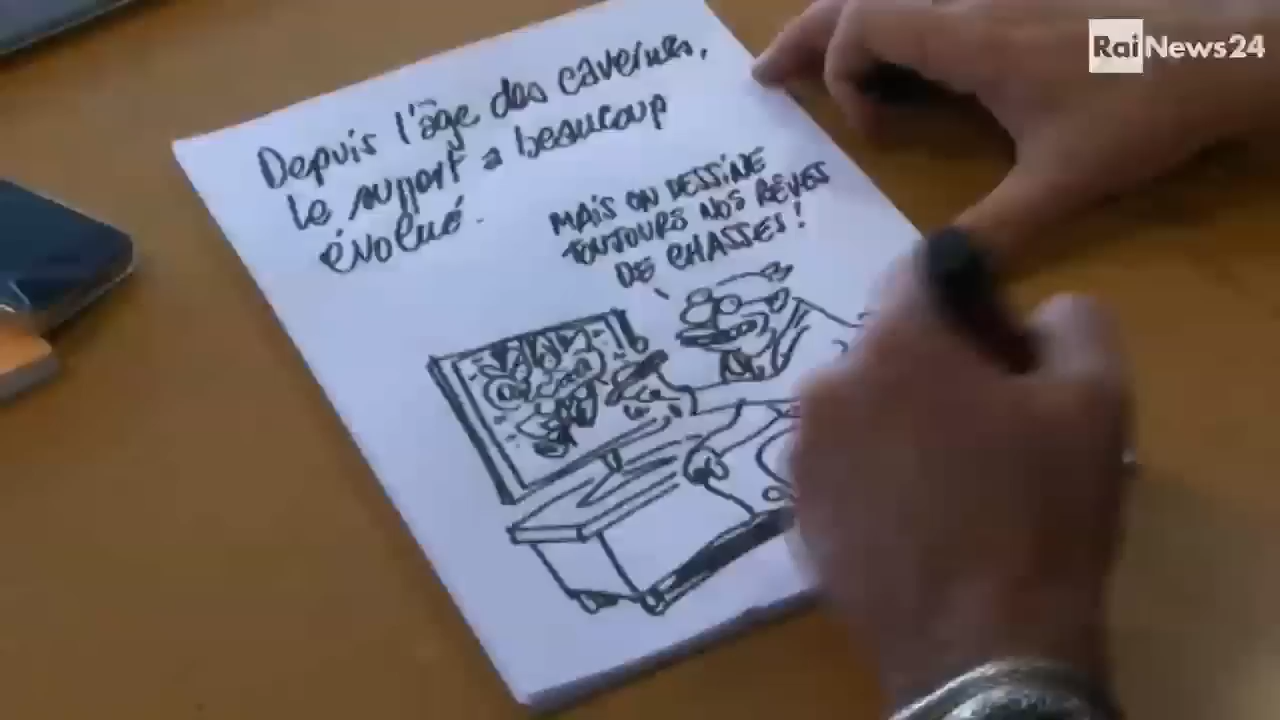 Depuis l'âge des cavernes,
le support a beaucoup
évolué.
MAIS ON DESSINE
TOUJOURS NOS RÊVES
DE CHASSES!
RaiNews24